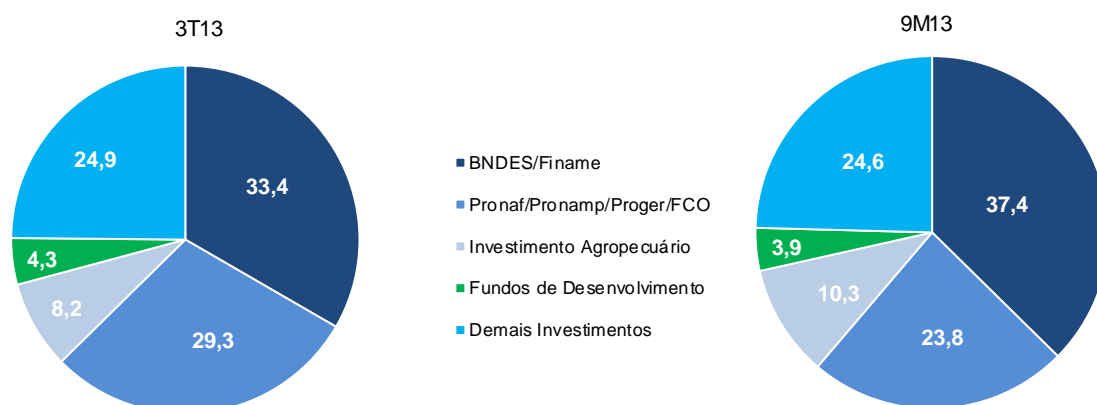 3T13
33,4
29,3
8,2
4,3
24,9
BNDES/Finame
Pronaf/Pronamp/Proger/FCO
Investimento Agropecuário
Fundos de Desenvolvimento
Demais Investimentos
9M13
37,4
23,8
10,3
3,9
24,6